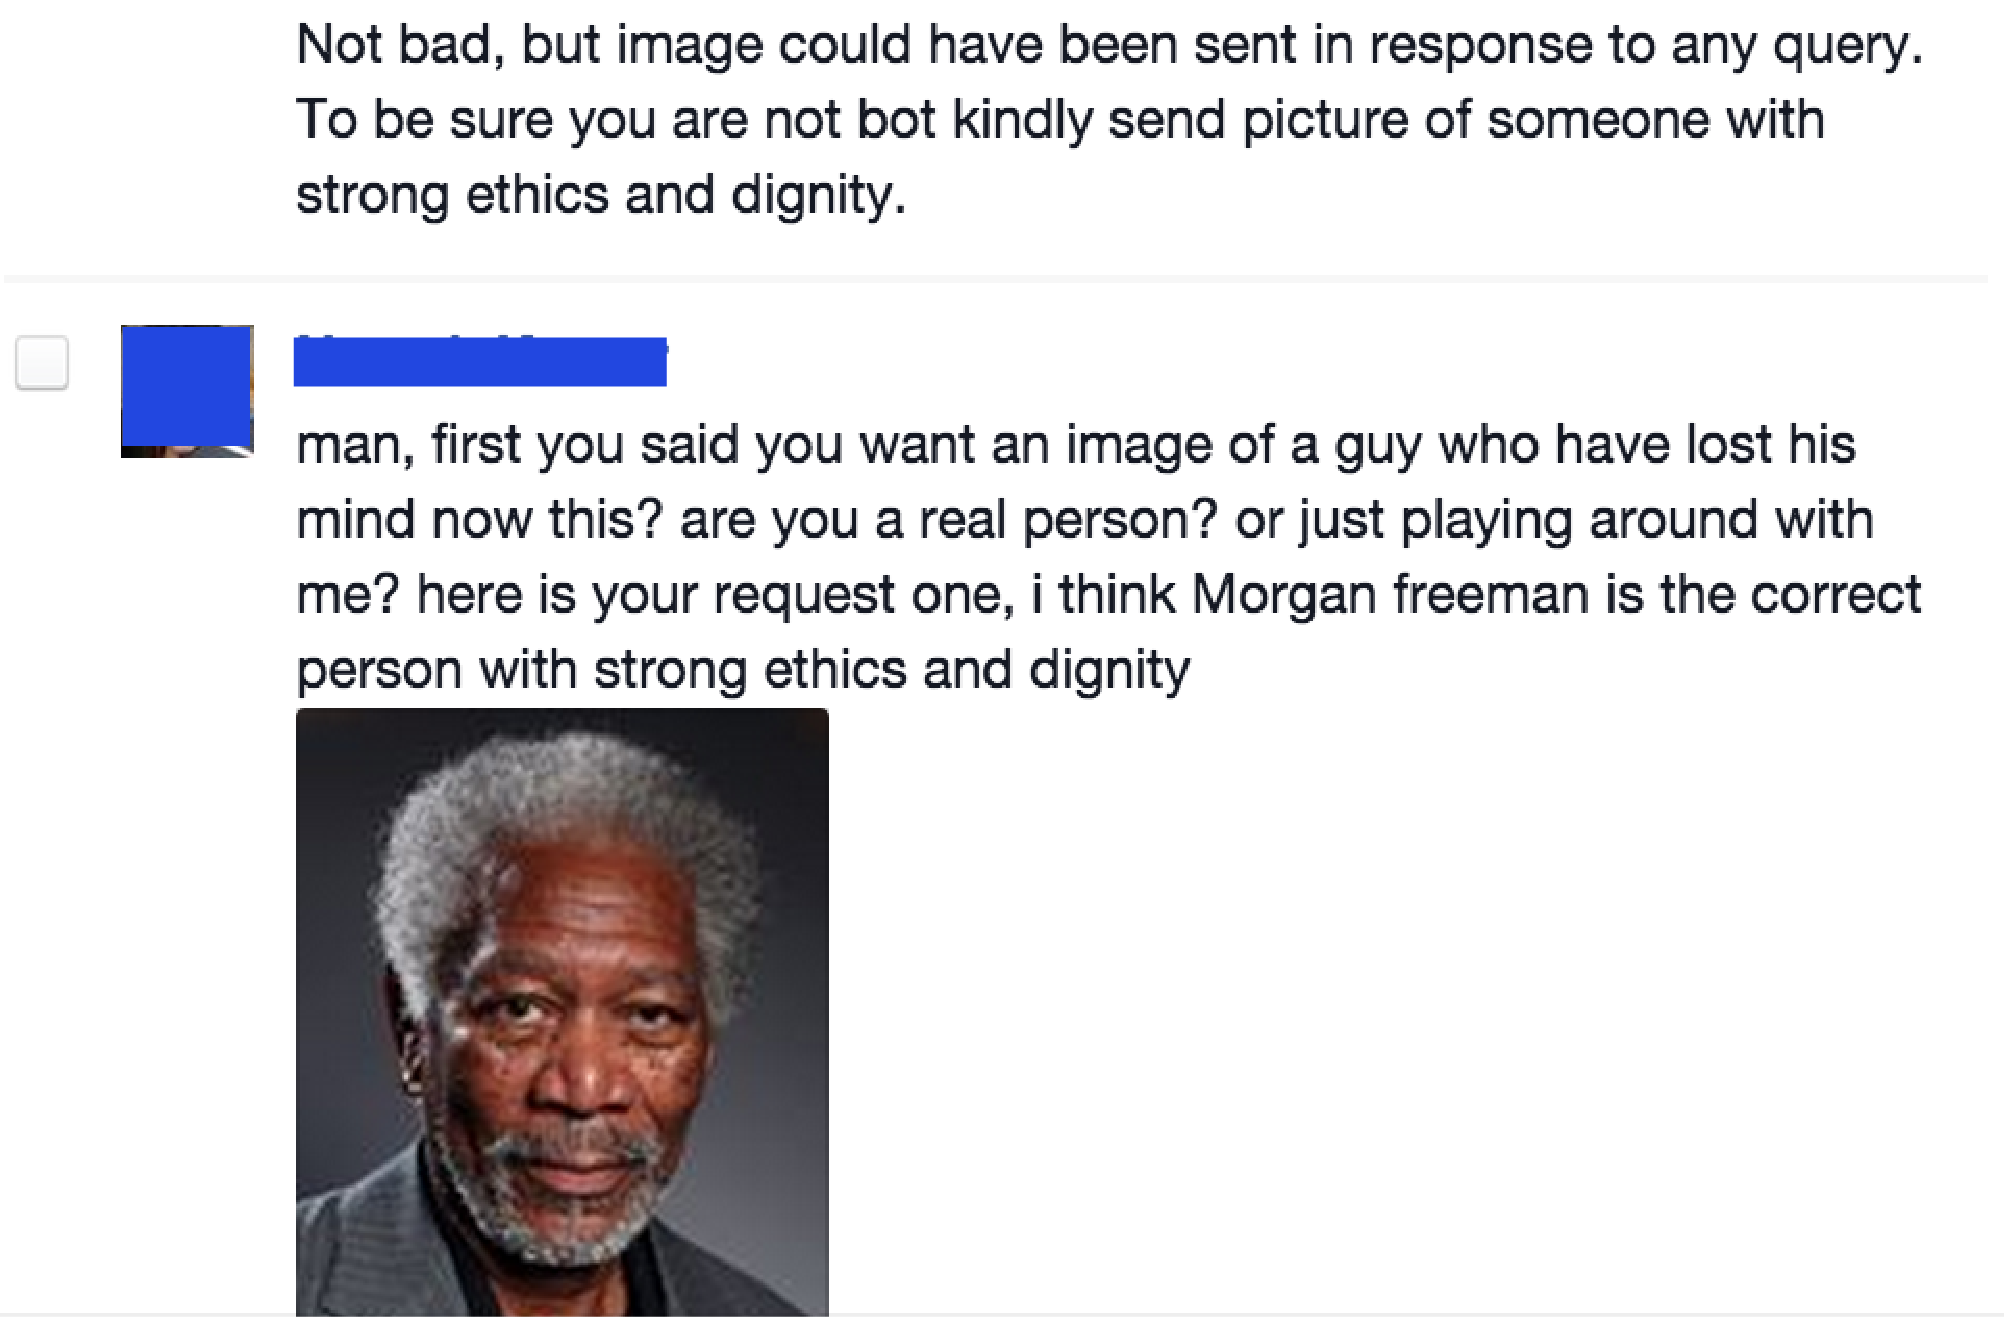 Not bad, but image could have been sent in response to any query.
To be sure you are not bot kindly send picture of someone with
strong ethics and dignity.
man, first you said you want an image of a guy who have lost his
mind now this? are you a real person? or just playing around with
me? here is your request one, i think Morgan freeman is the correct
person with strong ethics and dignity